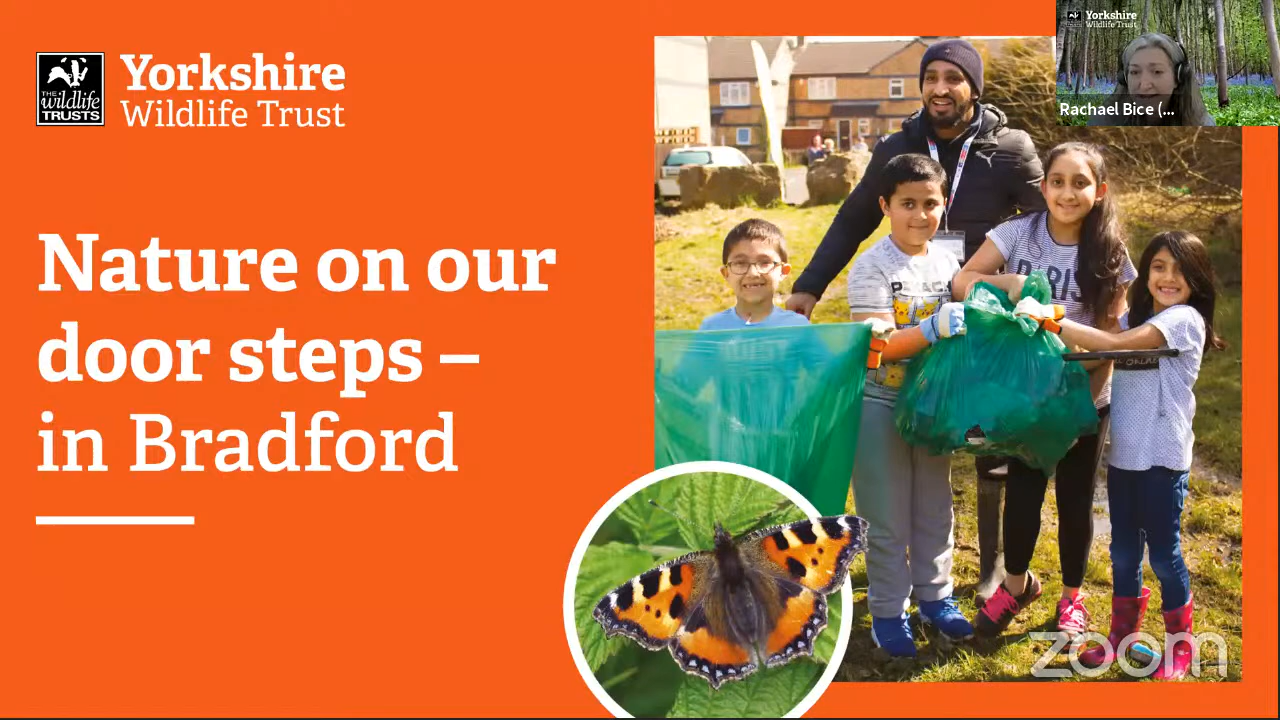 THE
wildlife
TRUSTS
Yorkshire
Wildlife Trust
Nature on our
door steps –
in Bradford
Yorkshire
Wildlife Trust
Rachael Bice (...
PARIS
zoom